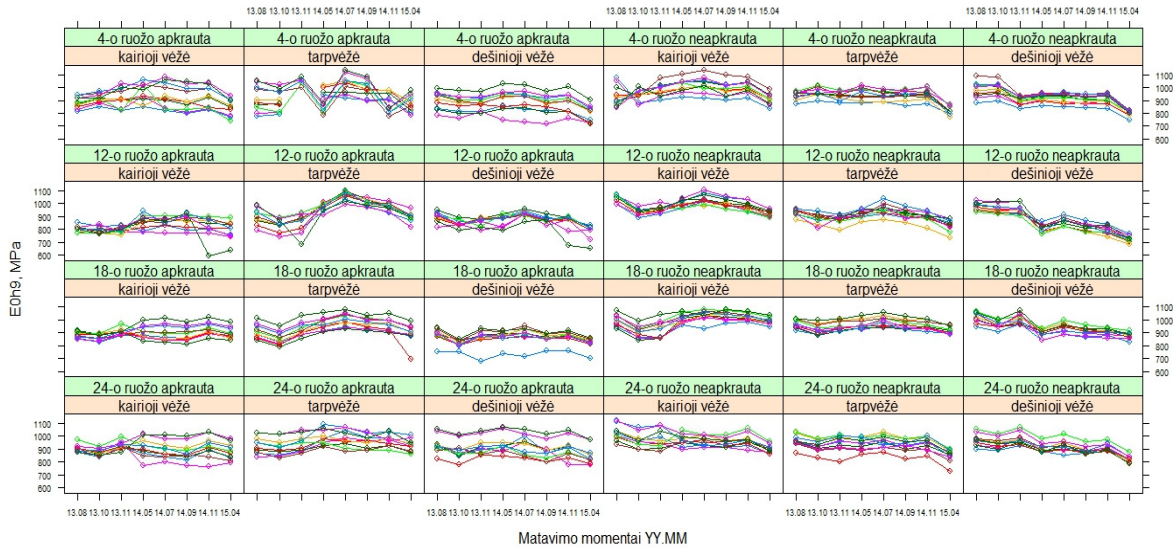 13.08 13.10 13.11 14.05 14.07 14.09 14.11 15.04 13.08 13.10 13.11 14.05 14.07 14.09 14.11 15.04 13.08 13.10 13.11 14.05 14.07 14.09 14.11 15.04
4-o ruožo apkrauta 4-o ruožo apkrauta 4-o ruožo apkrauta 4-o ruožo neapkrauta 4-o ruožo neapkrauta 4-o ruožo neapkrauta
kairioji vėžė tarpvėžė dešinioji vėžė kairioji vėžė tarpvėžė dešinioji vėžė
1100
1000
900
800
700
600
12-o ruožo apkrauta 12-o ruožo apkrauta 12-o ruožo apkrauta 12-o ruožo neapkrauta 12-o ruožo neapkrauta 12-o ruožo neapkrauta
kairioji vėžė tarpvėžė dešinioji vėžė kairioji vėžė tarpvėžė dešinioji vėžė
1100
1000
900
800
700
600
E0h9, MPa
18-o ruožo apkrauta 18-o ruožo apkrauta 18-o ruožo apkrauta 18-o ruožo neapkrauta 18-o ruožo neapkrauta 18-o ruožo neapkrauta
kairioji vėžė tarpvėžė dešinioji vėžė kairioji vėžė tarpvėžė dešinioji vėžė
1100
1000
900
800
700
600
24-o ruožo apkrauta 24-o ruožo apkrauta 24-o ruožo apkrauta 24-o ruožo neapkrauta 24-o ruožo neapkrauta 24-o ruožo neapkrauta
kairioji vėžė tarpvėžė dešinioji vėžė kairioji vėžė tarpvėžė dešinioji vėžė
1100
1000
900
800
700
600
13.08 13.10 13.11 14.05 14.07 14.09 14.11 15.04 13.08 13.10 13.11 14.05 14.07 14.09 14.11 15.04 13.08 13.10 13.11 14.05 14.07 14.09 14.11 15.04
Matavimo momentai YY.MM